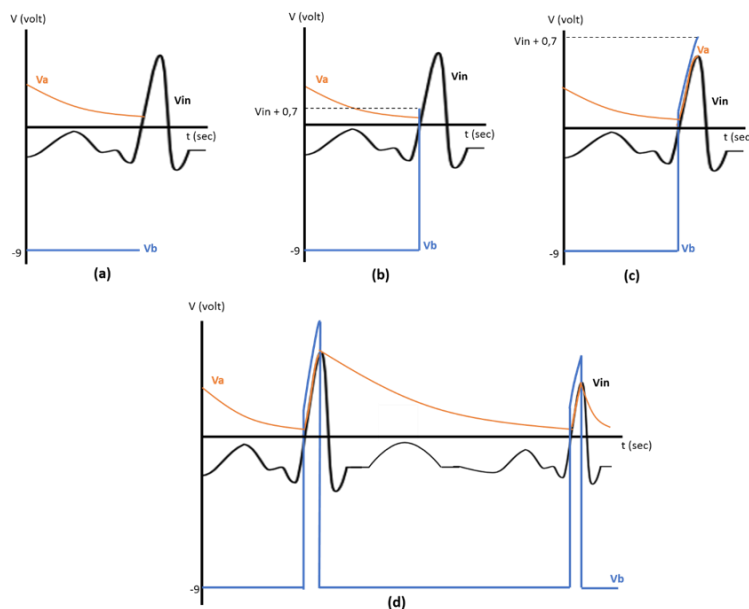 V (volt)
Va
Vin
t (sec)
-9
Vb
(a)
V (volt)
Va
Vin + 0,7
Vin
t (sec)
-9
Vb
(b)
V (volt)
Vin + 0,7
Va
Vin
t (sec)
-9
Vb
(c)
V (volt)
Va
Vin
t (sec)
-9
Vb
(d)